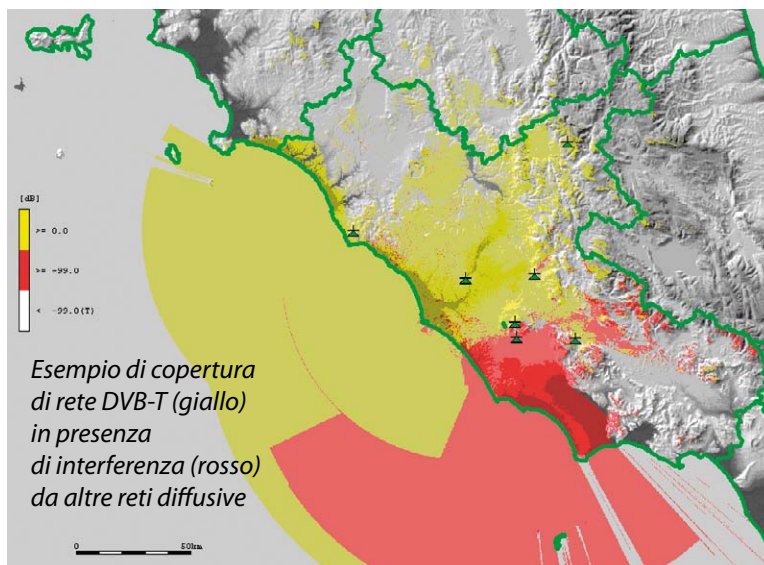 [dB]
>= 0.0
>= -99.0
< -99.0(T)
Esempio di copertura
di rete DVB-T (giallo)
in presenza
di interferenza (rosso)
da altre reti diffusive
0 50km